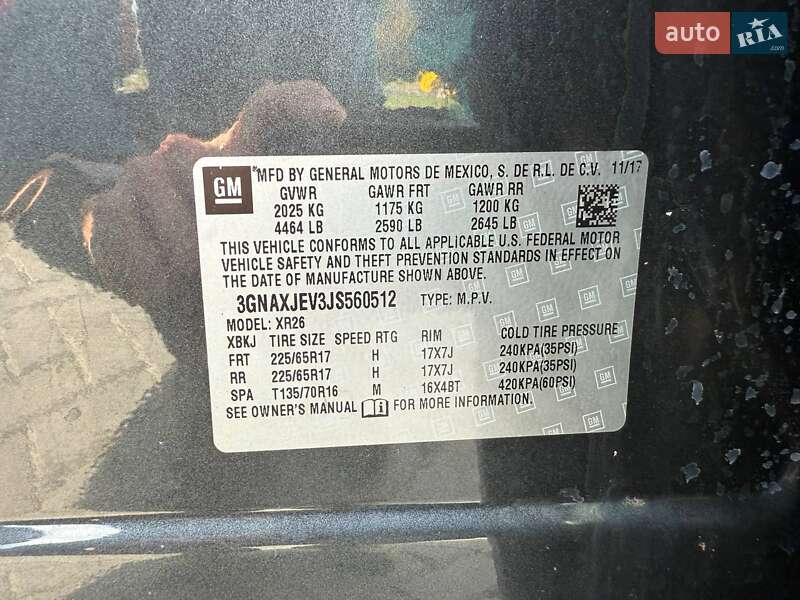 auto RIA.com
GM *MFD BY GENERAL MOTORS DE MEXICO, S. DE R.L. DE C.V. 11/17
GVWR GAWR FRT GAWR RR
2025 KG 1175 KG 1200 KG
4464 LB 2590 LB 2645 LB
THIS VEHICLE CONFORMS TO ALL APPLICABLE U.S. FEDERAL MOTOR
VEHICLE SAFETY AND THEFT PREVENTION STANDARDS IN EFFECT ON
THE DATE OF MANUFACTURE SHOWN ABOVE.
3GNAXJEV3JS560512 TYPE: M.P.V.
MODEL: XR26
XBKJ TIRE SIZE SPEED RTG RIM COLD TIRE PRESSURE
FRT 225/65R17 H 17X7J 240KPA(35PSI)
RR 225/65R17 H 17X7J 240KPA(35PSI)
SPA T135/70R16 M 16X4BT 420KPA(60PSI)
SEE OWNER'S MANUAL FOR MORE INFORMATION.